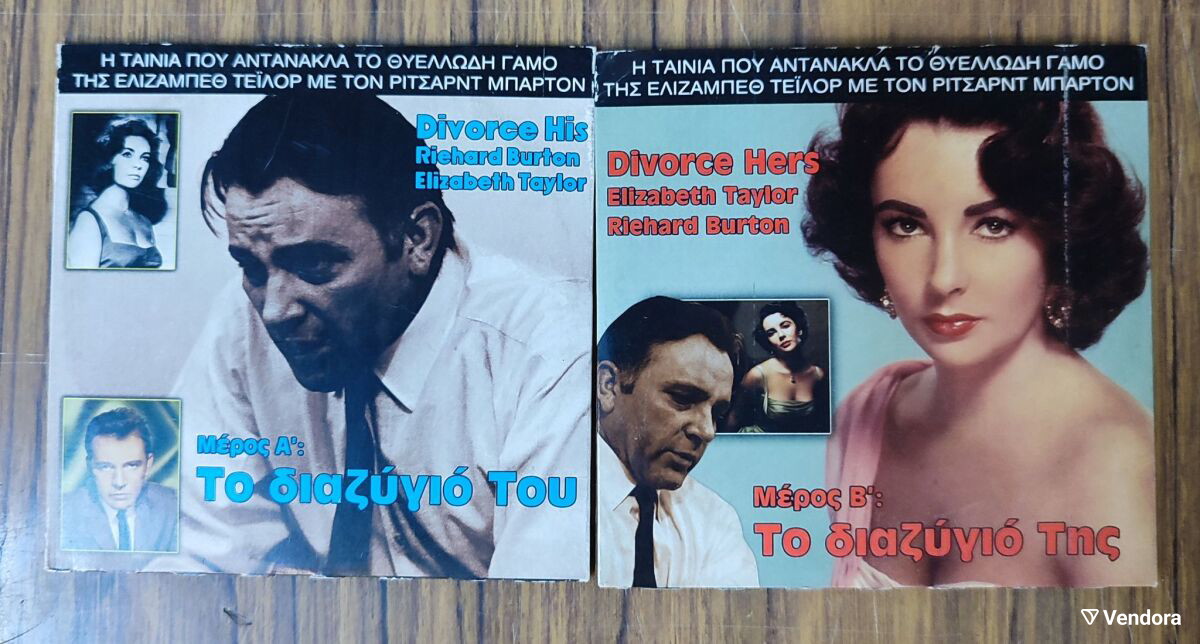 Η ΤΑΙΝΙΑ ΠΟΥ ΑΝΤΑΝΑΚΛΑ ΤΟ ΘΥΕΛΛΩΔΗ ΓΑΜΟ
ΤΗΣ ΕΛΙΖΑΜΠΕΘ ΤΕΪΛΟΡ ΜΕ ΤΟΝ ΡΙΤΣΑΡΝΤ ΜΠΑΡΤΟΝ
Divorce His
Riehard Burton
Elizabeth Taylor
Μέρος Α':
Το διαζύγιό Του
Η ΤΑΙΝΙΑ ΠΟΥ ΑΝΤΑΝΑΚΛΑ ΤΟ ΘΥΕΛΛΩΔΗ ΓΑΜΟ
ΤΗΣ ΕΛΙΖΑΜΠΕΘ ΤΕΪΛΟΡ ΜΕ ΤΟΝ ΡΙΤΣΑΡΝΤ ΜΠΑΡΤΟΝ
Divorce Hers
Elizabeth Taylor
Riehard Burton
Μέρος Β':
Το διαζύγιό Της
Vendora